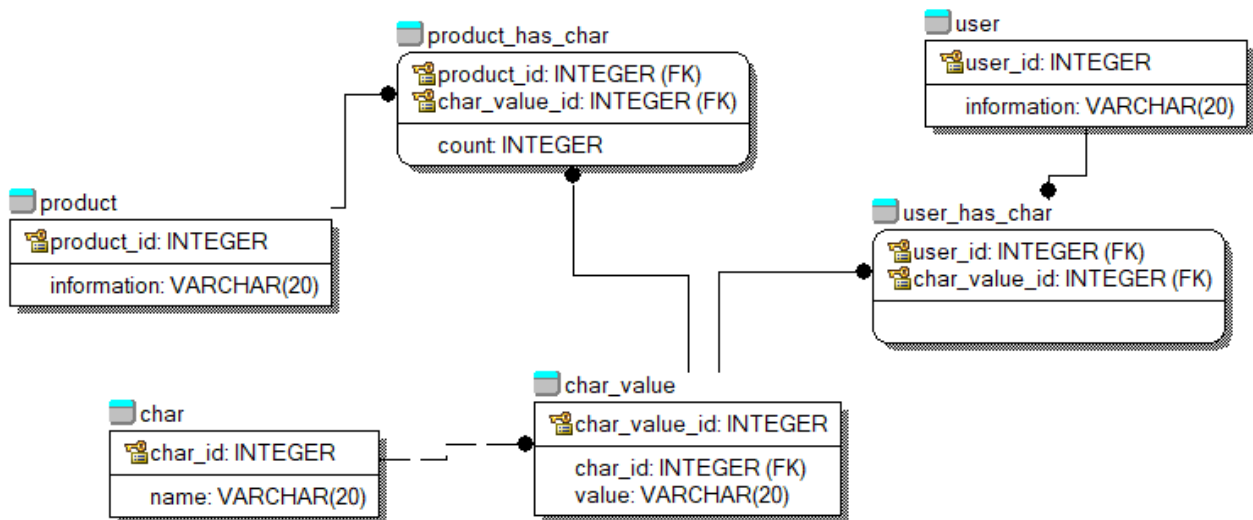 product_has_char
product_id: INTEGER (FK)
char_value_id: INTEGER (FK)
count: INTEGER
user
user_id: INTEGER
information: VARCHAR(20)
product
product_id: INTEGER
information: VARCHAR(20)
user_has_char
user_id: INTEGER (FK)
char_value_id: INTEGER (FK)
char
char_id: INTEGER
name: VARCHAR(20)
char_value
char_value_id: INTEGER
char_id: INTEGER (FK)
value: VARCHAR(20)